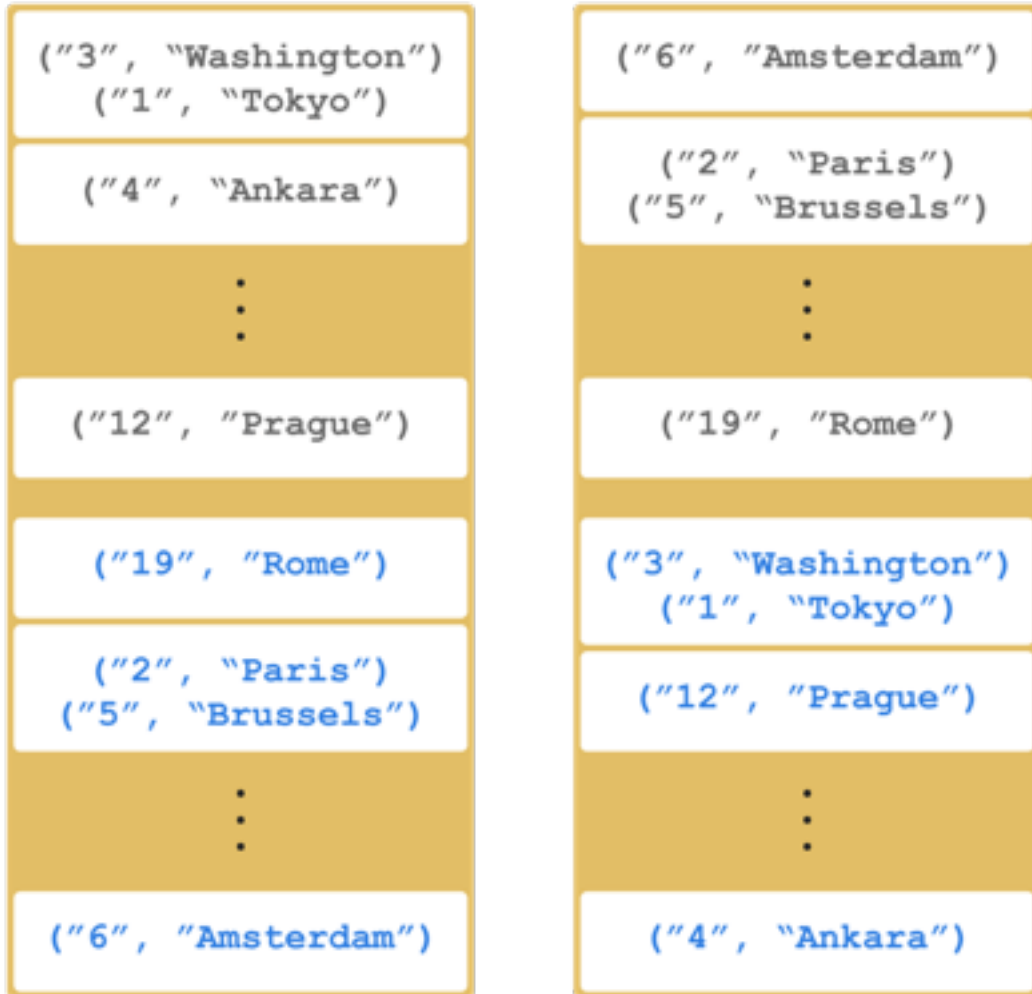 ("3", "Washington")
("1", "Tokyo")
("4", "Ankara")
("12", "Prague")
("19", "Rome")
("2", "Paris")
("5", "Brussels")
("6", "Amsterdam")
("6", "Amsterdam")
("2", "Paris")
("5", "Brussels")
("19", "Rome")
("3", "Washington")
("1", "Tokyo")
("12", "Prague")
("4", "Ankara")